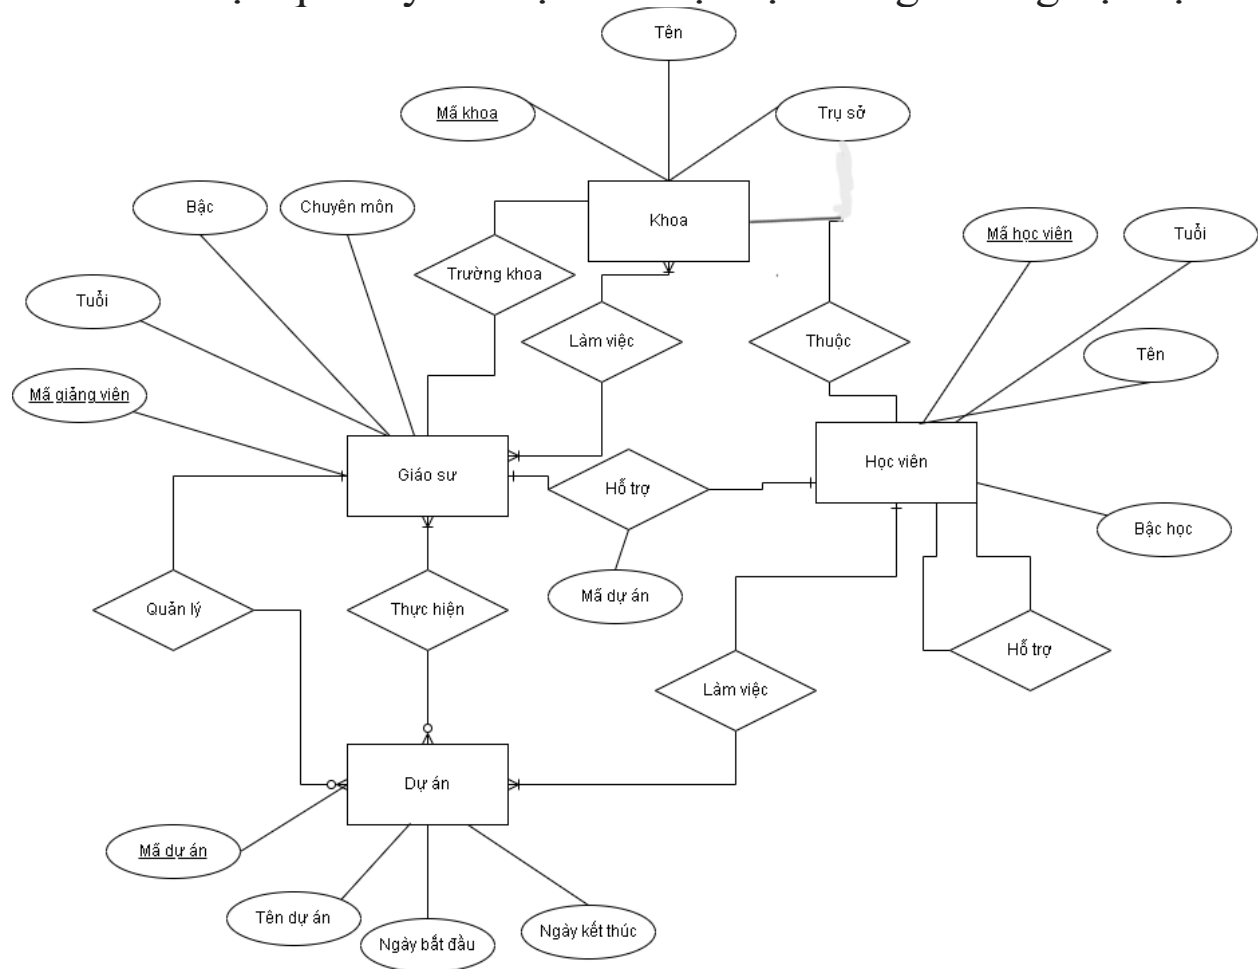 Tên
Mã khoa
Trụ sở
Khoa
Bậc
Chuyên môn
Mã học viên
Tuổi
Trường khoa
Tuổi
Làm việc
Thuộc
Tên
Mã giảng viên
Giáo sư
Học viên
Hỗ trợ
Bậc học
Mã dự án
Quản lý
Thực hiện
Hỗ trợ
Làm việc
Dự án
Mã dự án
Tên dự án
Ngày bắt đầu
Ngày kết thúc